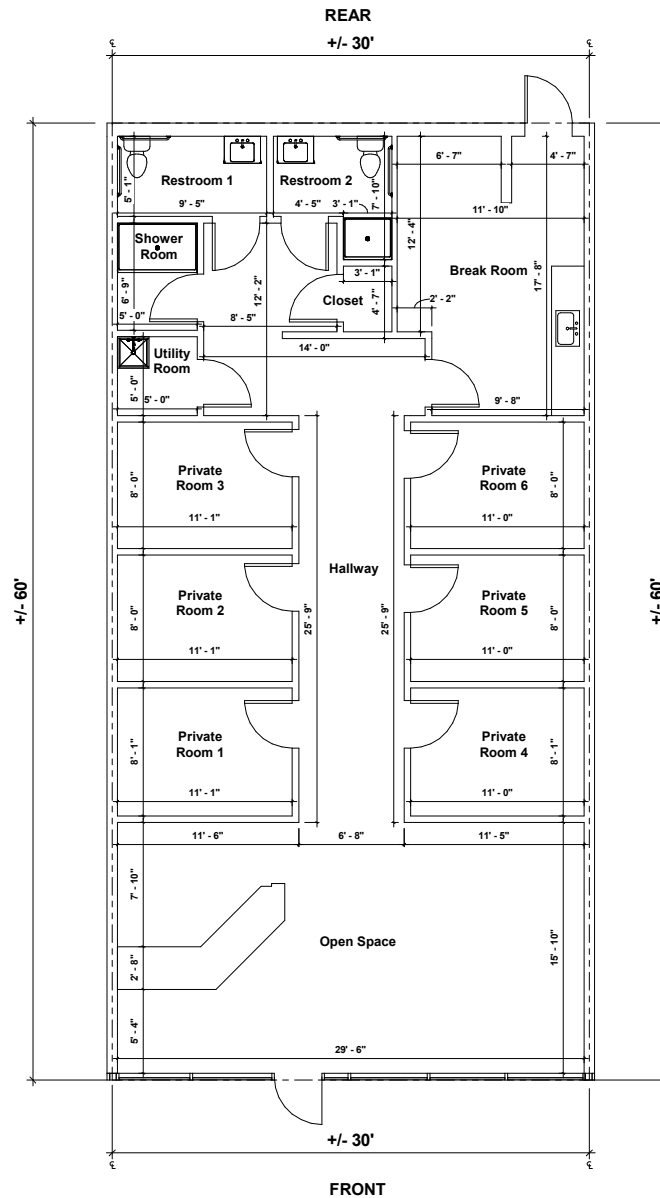 REAR
+/- 30'
℄
℄
6' - 7"
4' - 7"
Restroom 1
Restroom 2
5' - 1"
7' - 10"
9' - 5"
4' - 5"
3' - 1"
11' - 10"
12' - 4"
Shower
Room
Break Room
17' - 8"
6' - 9"
12' - 2"
3' - 1"
Closet
4' - 7"
2' - 2"
5' - 0"
8' - 5"
14' - 0"
Utility
Room
5' - 0"
5' - 0"
9' - 8"
Private
Room 3
8' - 0"
11' - 1"
Private
Room 6
8' - 0"
11' - 0"
Hallway
+/- 60'
+/- 60'
25' - 9"
25' - 9"
Private
Room 2
8' - 0"
11' - 1"
Private
Room 5
8' - 0"
11' - 0"
Private
Room 1
8' - 1"
11' - 1"
Private
Room 4
8' - 1"
11' - 0"
11' - 6"
6' - 8"
11' - 5"
7' - 10"
Open Space
15' - 10"
2' - 8"
5' - 4"
29' - 6"
+/- 30'
℄
℄
FRONT